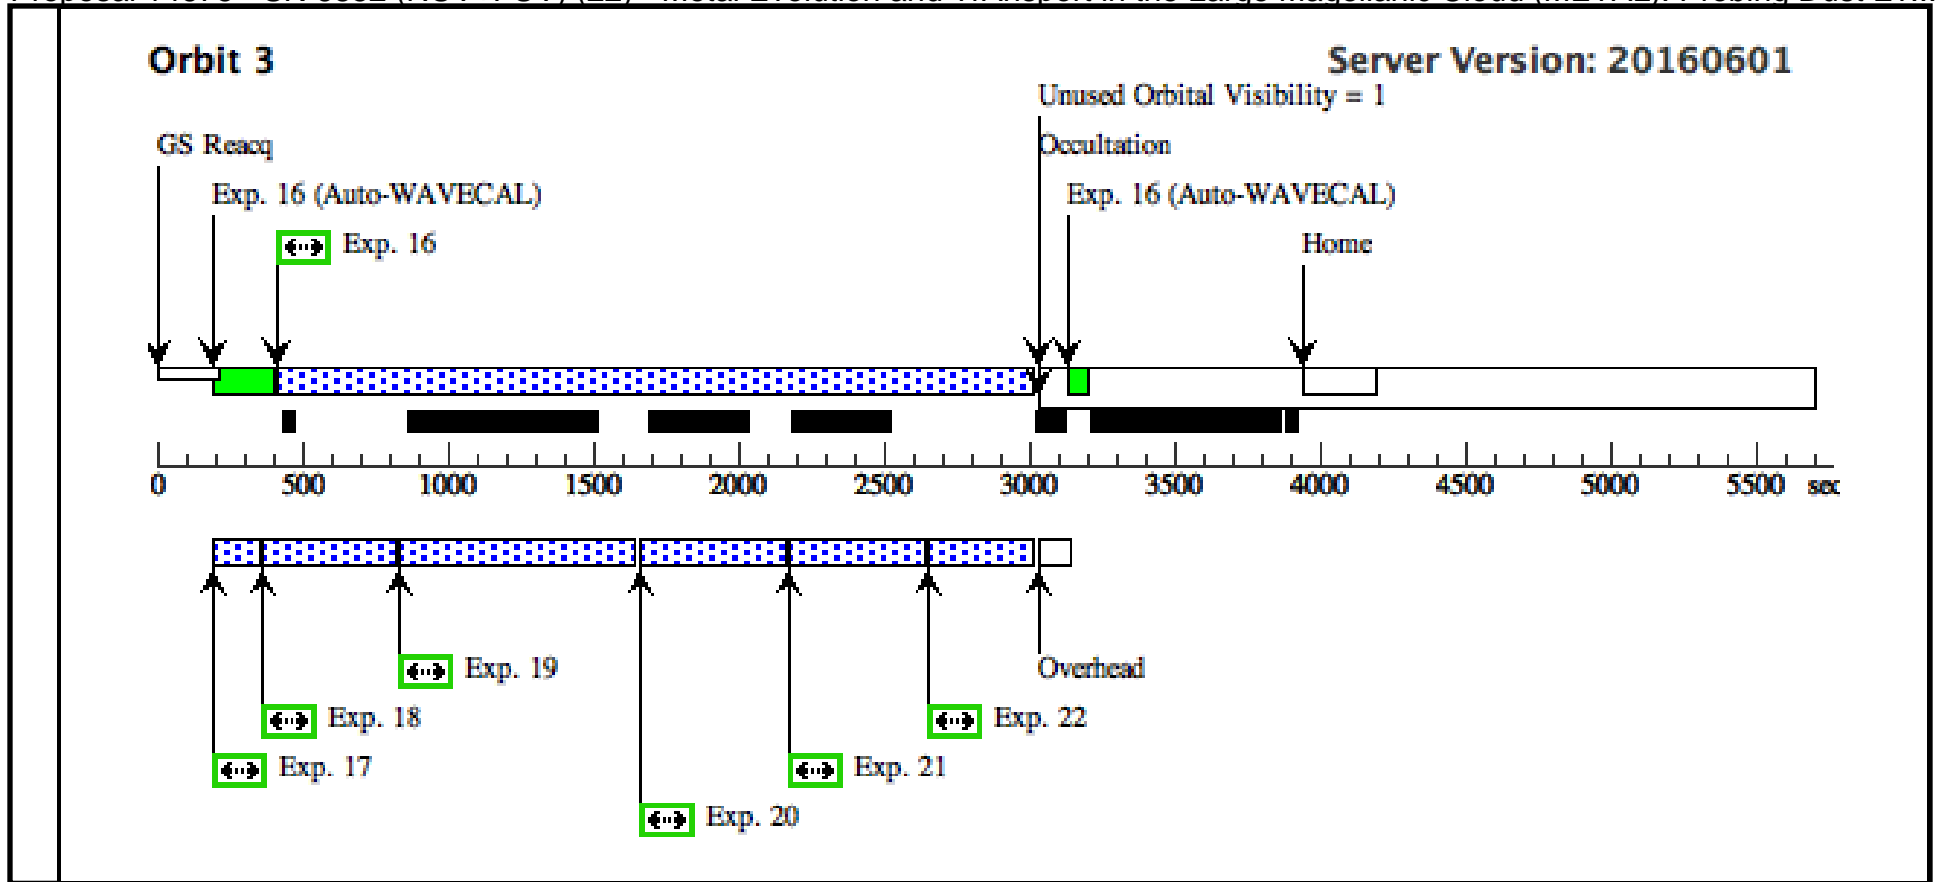 Orbit 3
Server Version: 20160601
Unused Orbital Visibility = 1
GS Reacq
Occultation
Exp. 16 (Auto-WAVECAL)
Exp. 16 (Auto-WAVECAL)
Exp. 16
Home
0 500 1000 1500 2000 2500 3000 3500 4000 4500 5000 5500 sec
Exp. 19
Overhead
Exp. 18
Exp. 22
Exp. 17
Exp. 21
Exp. 20